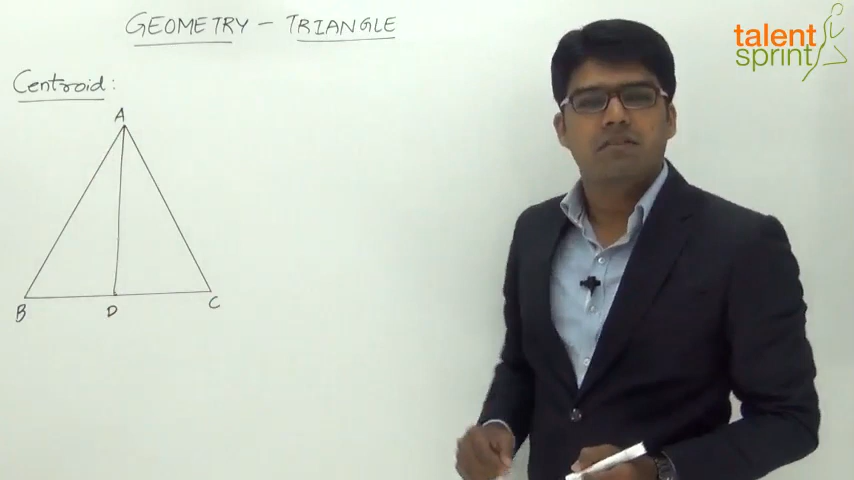 GEOMETRY - TRIANGLE
talent
sprint
Centroid:
A
B
D
C